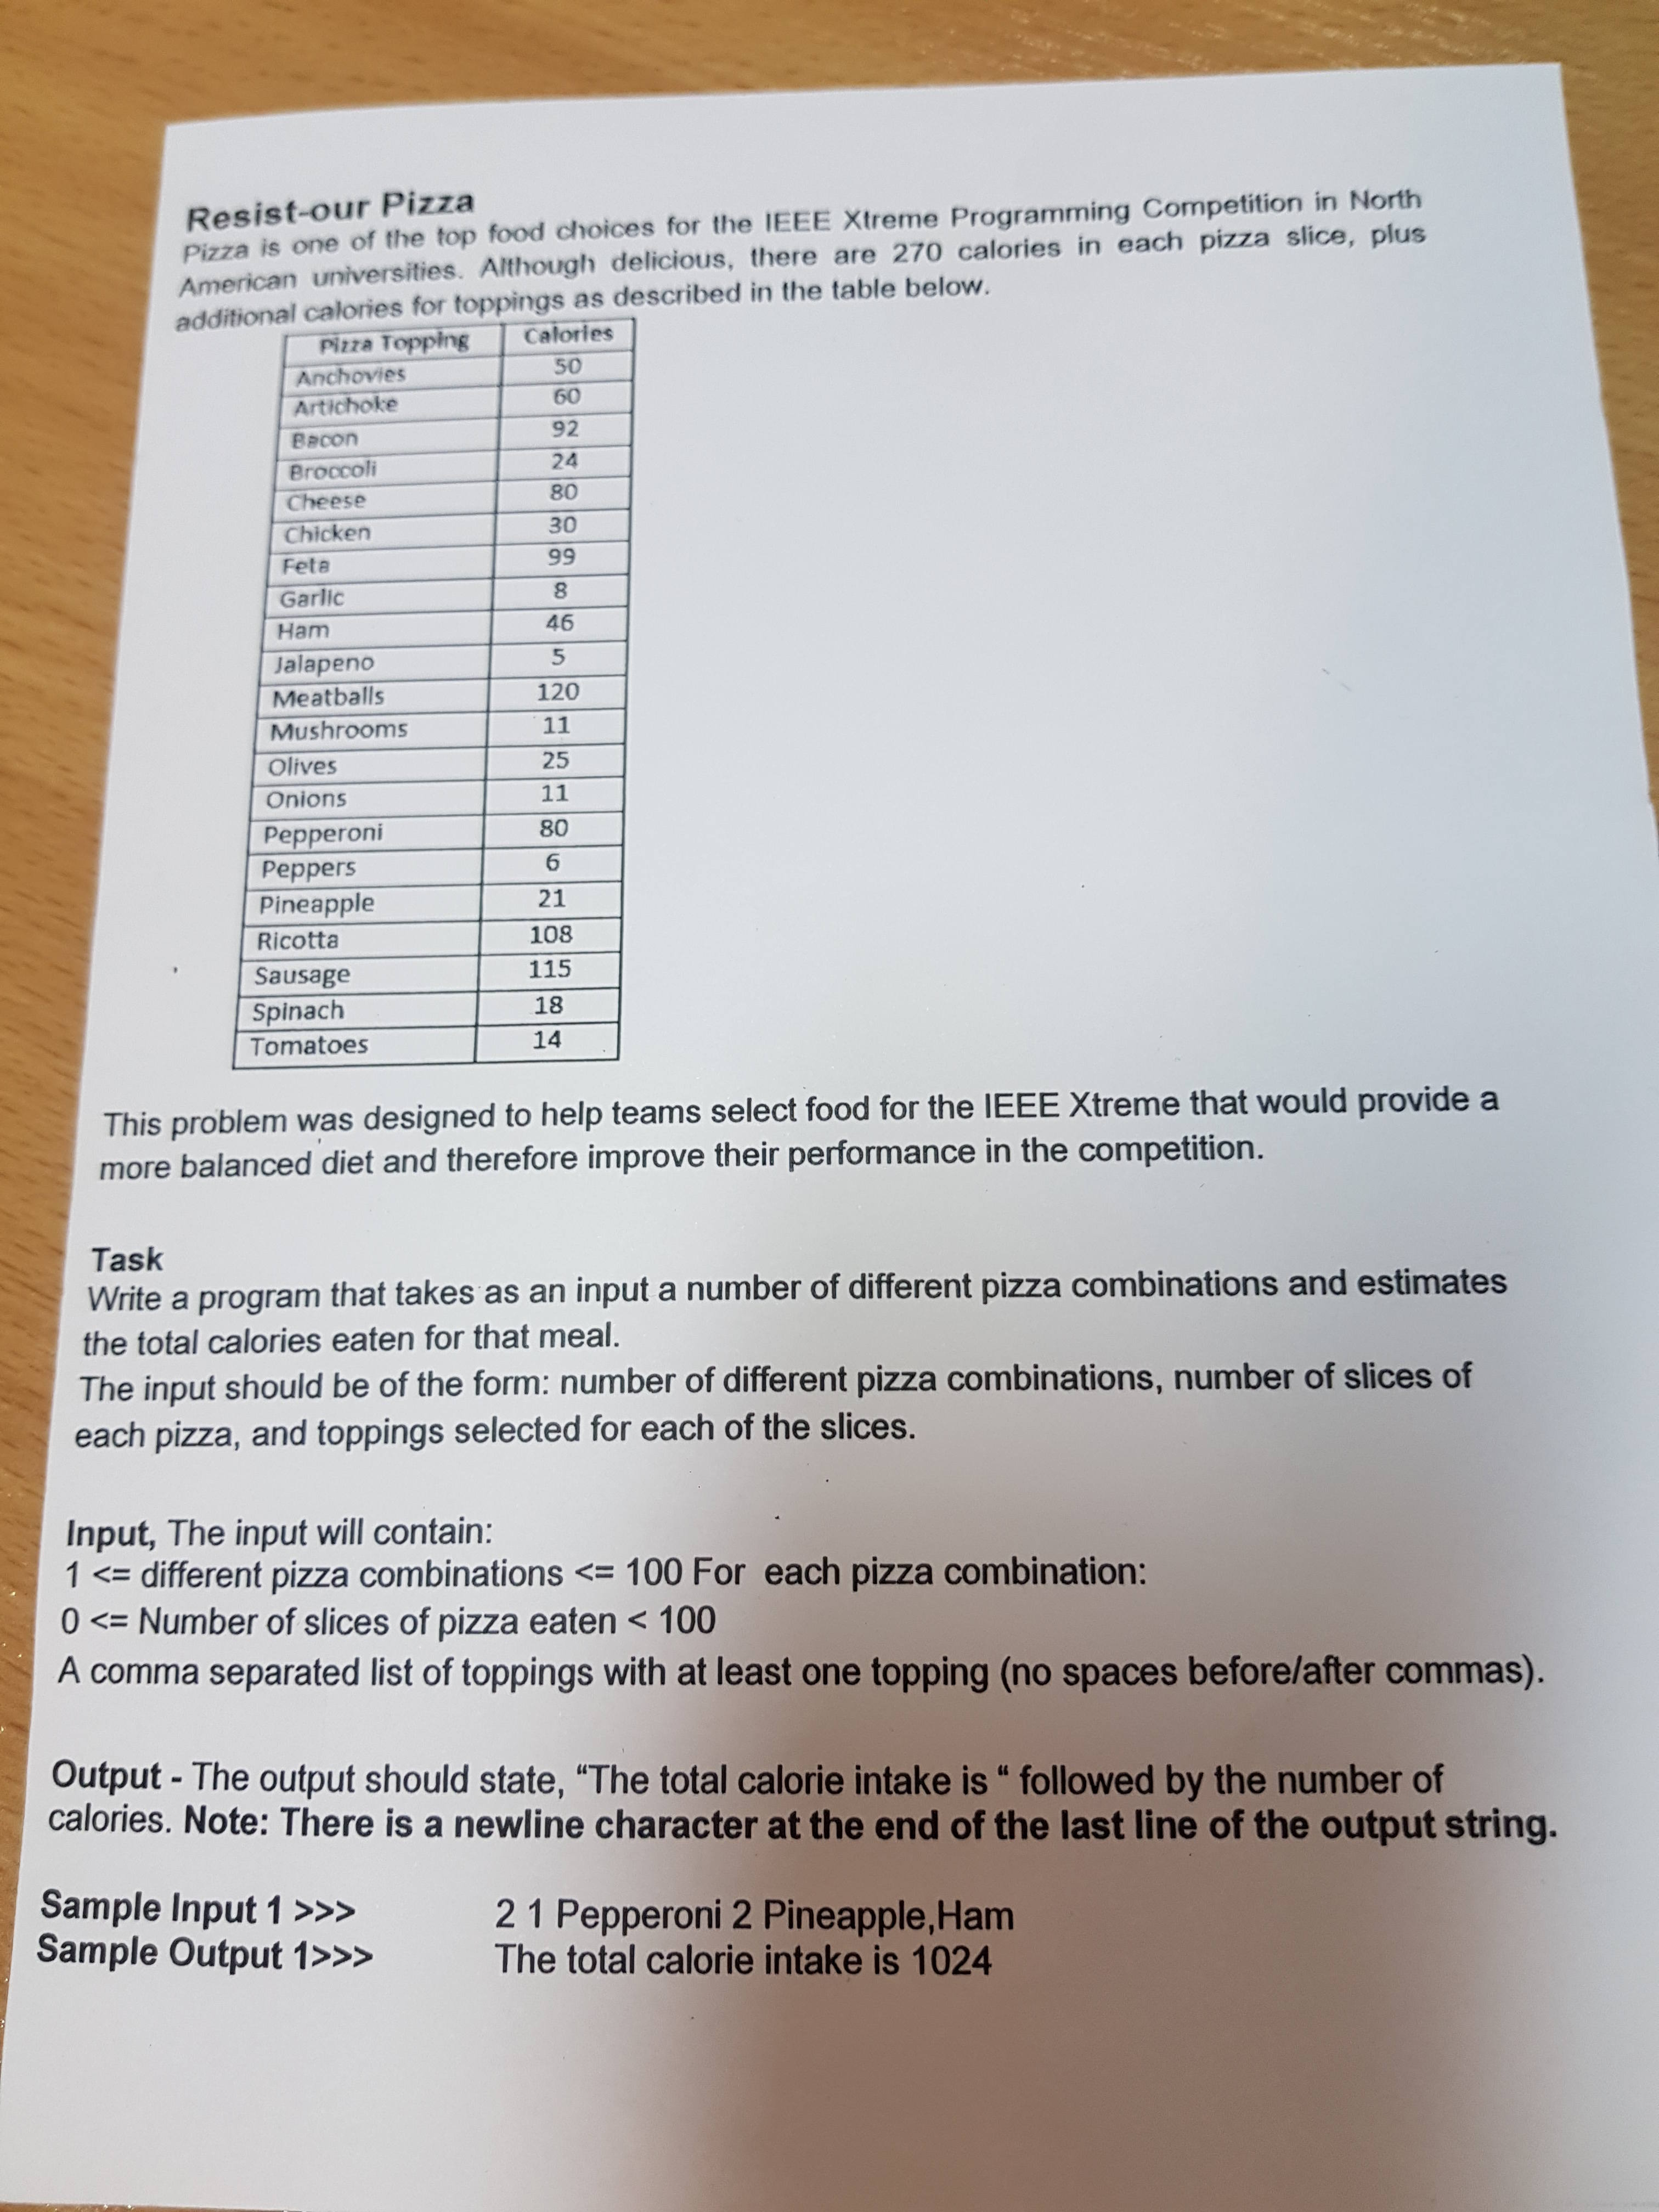 Resist-our Pizza
Pizza is one of the top food choices for the IEEE Xtreme Programming Competition in North
American universities. Although delicious, there are 270 calories in each pizza slice, plus
additional calories for toppings as described in the table below.
Pizza Topping Calories
Anchovies 50
Artichoke 60
Bacon 92
Broccoli 24
Cheese 80
Chicken 30
Feta 99
Garlic 8
Ham 46
Jalapeno 5
Meatballs 120
Mushrooms 11
Olives 25
Onions 11
Pepperoni 80
Peppers 6
Pineapple 21
Ricotta 108
Sausage 115
Spinach 18
Tomatoes 14
This problem was designed to help teams select food for the IEEE Xtreme that would provide a
more balanced diet and therefore improve their performance in the competition.
Task
Write a program that takes as an input a number of different pizza combinations and estimates
the total calories eaten for that meal.
The input should be of the form: number of different pizza combinations, number of slices of
each pizza, and toppings selected for each of the slices.
Input, The input will contain:
1 <= different pizza combinations <= 100 For each pizza combination:
0 <= Number of slices of pizza eaten < 100
A comma separated list of toppings with at least one topping (no spaces before/after commas).
Output - The output should state, “The total calorie intake is “ followed by the number of
calories. Note: There is a newline character at the end of the last line of the output string.
Sample Input 1 >>> 2 1 Pepperoni 2 Pineapple,Ham
Sample Output 1>>> The total calorie intake is 1024